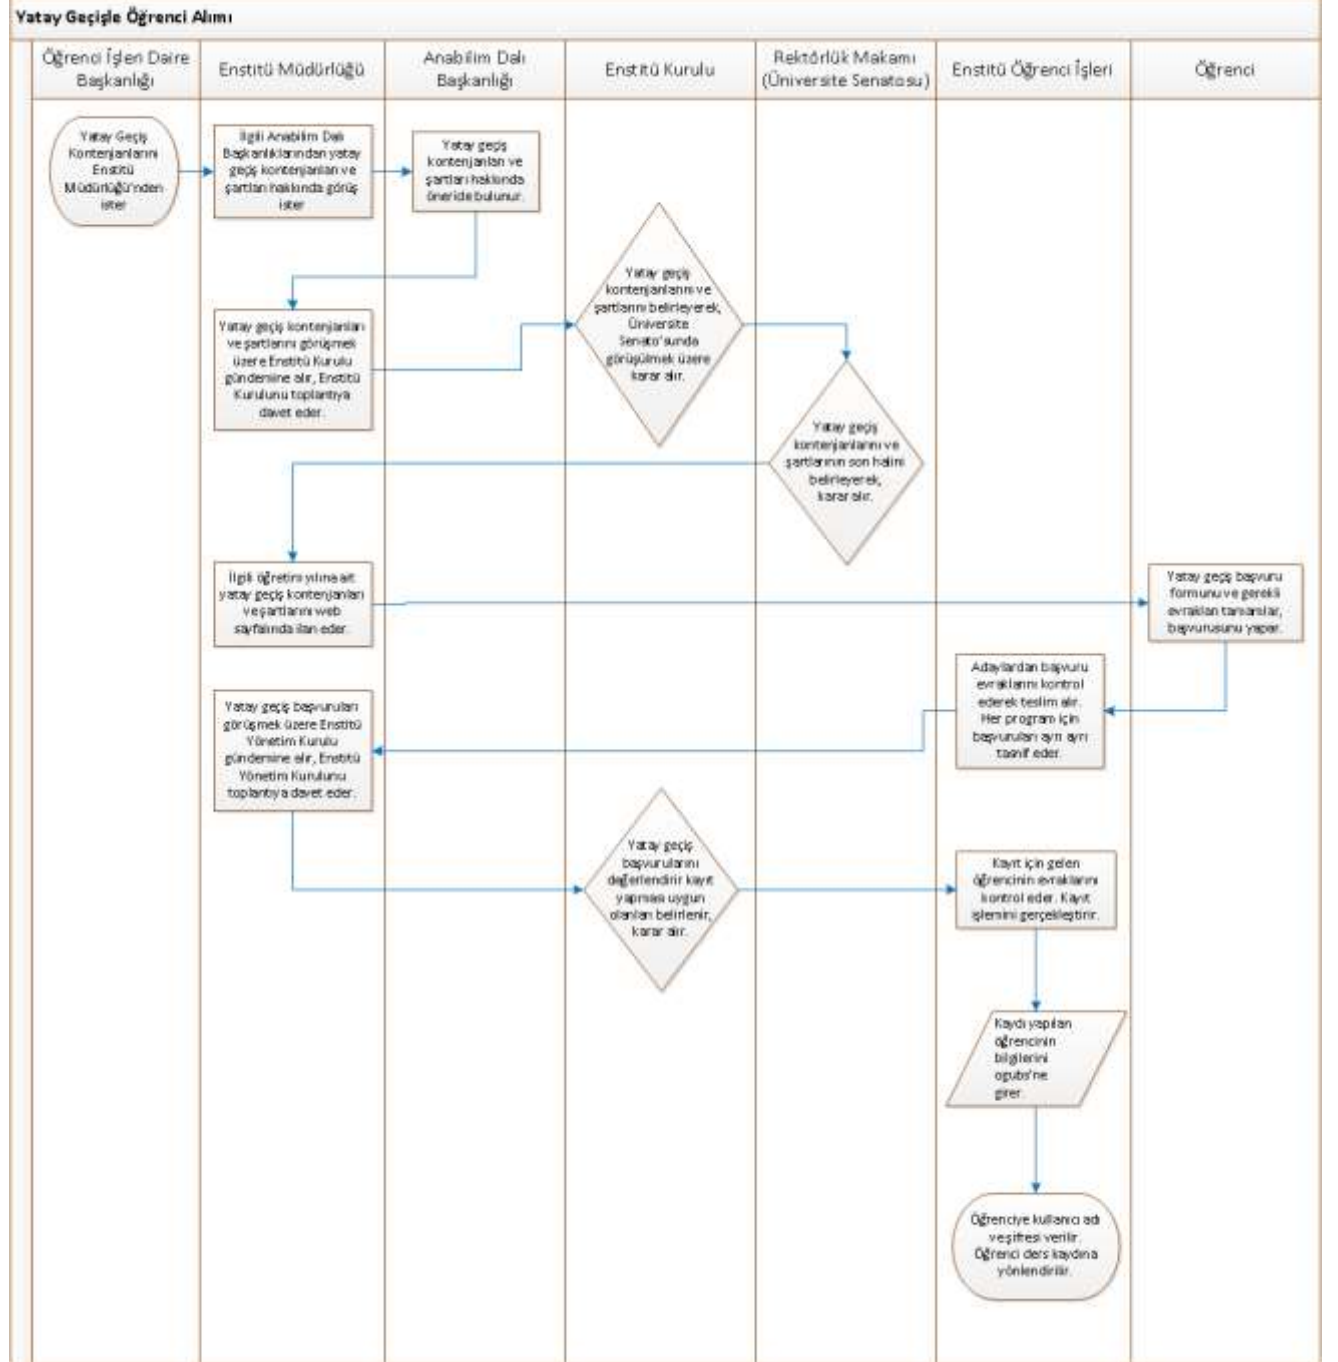 Yatay Geçişle Öğrenci Alımı
Öğrenci İşleri Daire
Başkanlığı
Enstitü Müdürlüğü
Anabilim Dalı
Başkanlığı
Enstitü Kurulu
Rektörlük Makamı
(Üniversite Senatosu)
Enstitü Öğrenci İşleri
Öğrenci
Yatay Geçiş
Kontenjanlarını
Enstitü
Müdürlüğü'nden
ister
İlgili Anabilim Dalı
Başkanlıklarından yatay
geçiş kontenjanları ve
şartları hakkında görüş
ister
Yatay geçiş
kontenjanları ve
şartları hakkında
öneride bulunur.
Yatay geçiş kontenjanları
ve şartlarını görüşmek
üzere Enstitü Kurulu
gündemine alır, Enstitü
Kurulunu toplantıya
davet eder.
Yatay geçiş
kontenjanlarını ve
şartlarını belirleyerek,
Üniversite
Senato'sunda
görüşülmek üzere
karar alır.
Yatay geçiş
kontenjanlarını ve
şartlarının son halini
belirleyerek,
karar alır.
İlgili öğretim yılına ait
yatay geçiş kontenjanları
ve şartlarını web
sayfalında ilan eder.
Yatay geçiş başvuru
formunu ve gerekli
evrakları tamamlar,
başvurusunu yapar.
Adaylardan başvuru
evraklarını kontrol
ederek teslim alır.
Her program için
başvuruları ayrı ayrı
tasnif eder.
Yatay geçiş başvuruları
görüşmek üzere Enstitü
Yönetim Kurulu
gündemine alır, Enstitü
Yönetim Kurulunu
toplantıya davet eder.
Yatay geçiş
başvurularını
değerlendirir kayıt
yapması uygun
olanları belirlenir,
karar alır.
Kayıt için gelen
öğrencinin evraklarını
kontrol eder. Kayıt
işlemini gerçekleştirir.
Kaydı yapılan
öğrencinin
bilgilerini
ogubs'ne
girer.
Öğrenciye kullanıcı adı
ve şifresi verilir.
Öğrenci ders kaydına
yönlendirilir.